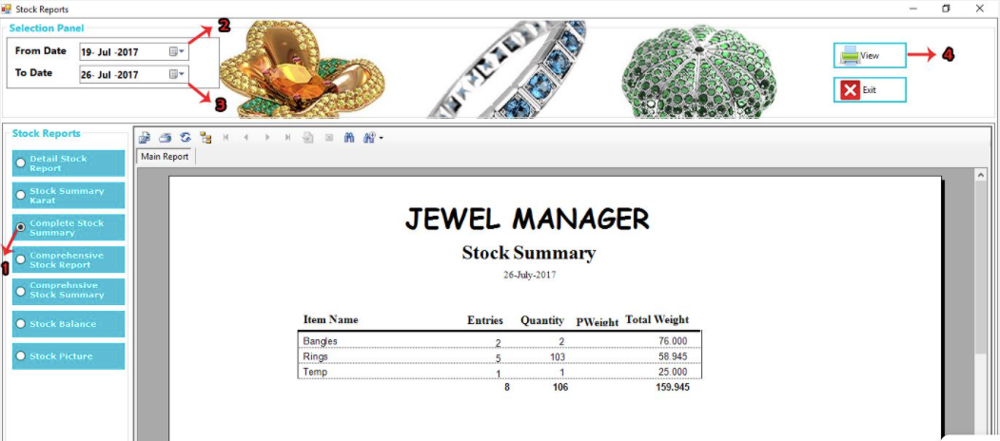 Stock Reports
Selection Panel
2
From Date 19- Jul -2017
View 4
To Date 26- Jul -2017
3
Exit
Stock Reports
Main Report
Detail Stock
Report
Stock Summary
Karat
Complete Stock
Summary
1
Comprehensive
Stock Report
Comprehnsive
Stock Summary
Stock Balance
Stock Picture
JEWEL MANAGER
Stock Summary
26-July-2017
Item Name Entries Quantity PWeight Total Weight
Bangles 2 2 76.000
Rings 5 103 58.945
Temp 1 1 25.000
8 106 159.945